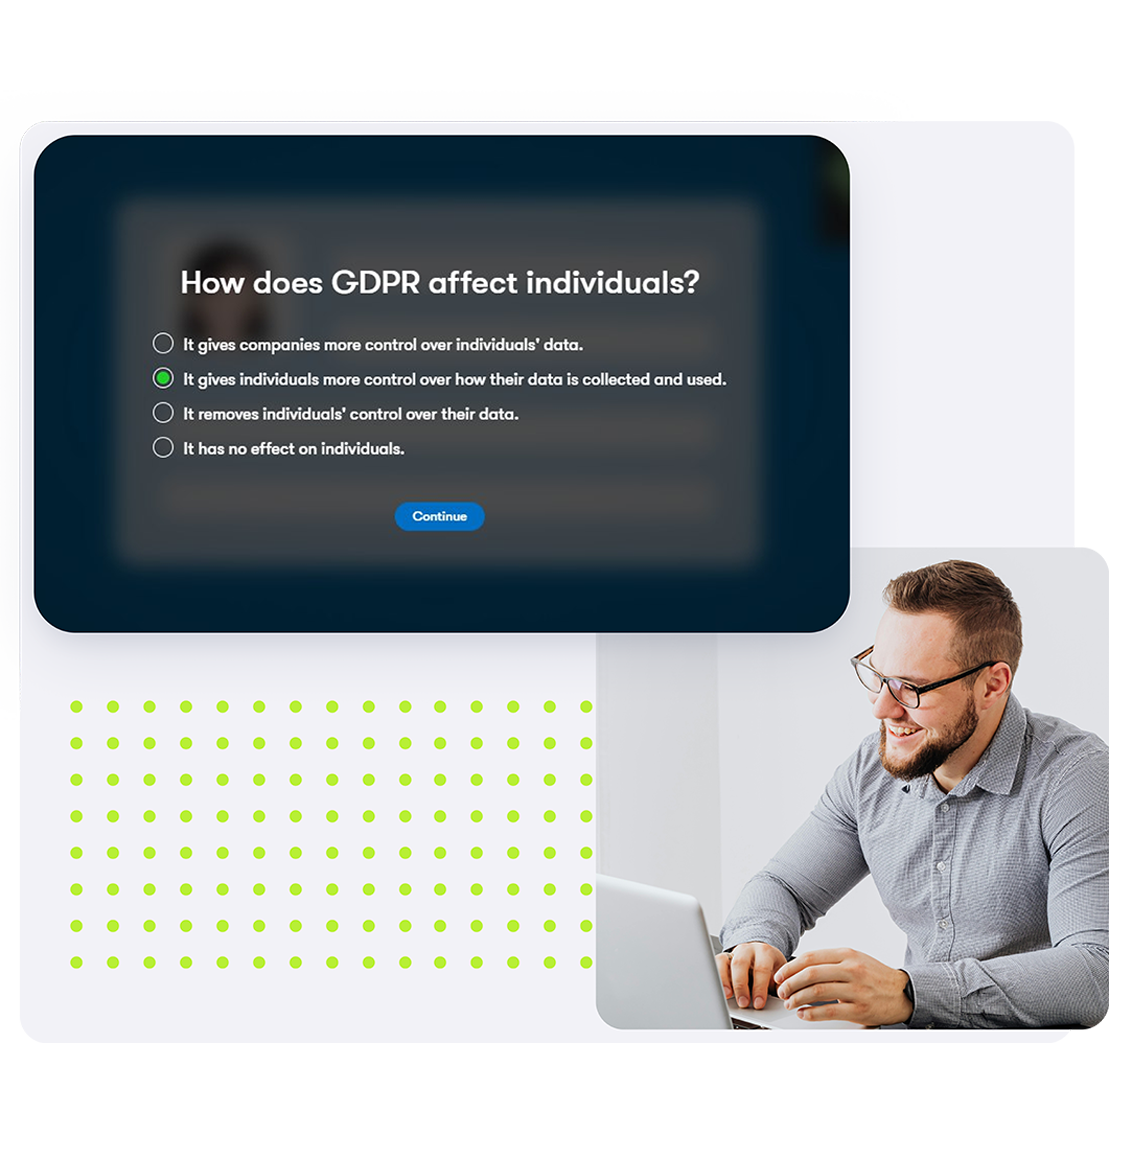 How does GDPR affect individuals?
It gives companies more control over individuals' data.
It gives individuals more control over how their data is collected and used.
It removes individuals' control over their data.
It has no effect on individuals.
Continue